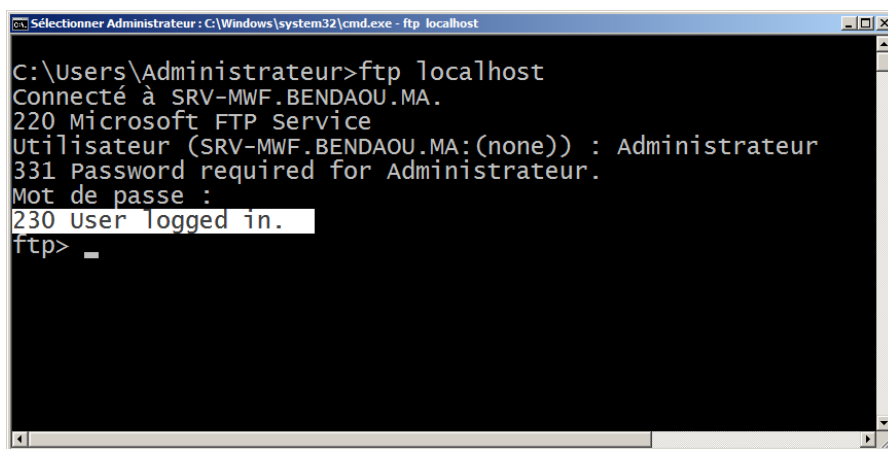 Sélectionner Administrateur : C:\Windows\system32\cmd.exe - ftp localhost
C:\Users\Administrateur>ftp localhost
Connecté à SRV-MWF.BENDAOU.MA.
220 Microsoft FTP Service
Utilisateur (SRV-MWF.BENDAOU.MA:(none)) : Administrateur
331 Password required for Administrateur.
Mot de passe :
230 User logged in.
ftp> _